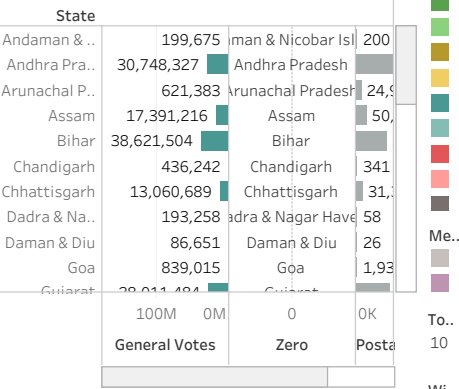 State
Andaman & .. 199,675 man & Nicobar Isl 200
Andhra Pra.. 30,748,327 Andhra Pradesh
Arunachal P.. 621,383 Arunachal Pradesh 24,9
Assam 17,391,216 Assam 50,
Bihar 38,621,504 Bihar
Chandigarh 436,242 Chandigarh 341
Chhattisgarh 13,060,689 Chhattisgarh 31,
Dadra & Na.. 193,258 adra & Nagar Have 58
Daman & Diu 86,651 Daman & Diu 26
Goa 839,015 Goa 1,93
Gujarat Gujarat
100M 0M 0 0K
General Votes Zero Posta
Me..
To..
10